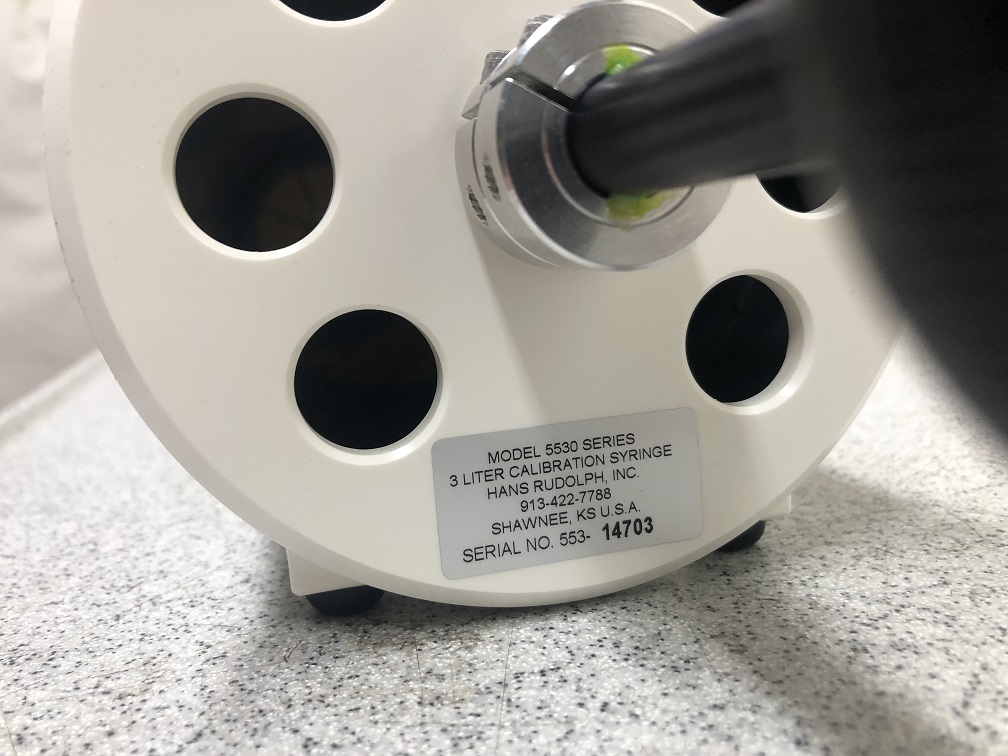 MODEL 5530 SERIES
3 LITER CALIBRATION SYRINGE
HANS RUDOLPH, INC.
913-422-7788
SHAWNEE, KS U.S.A.
SERIAL NO. 553- 14703